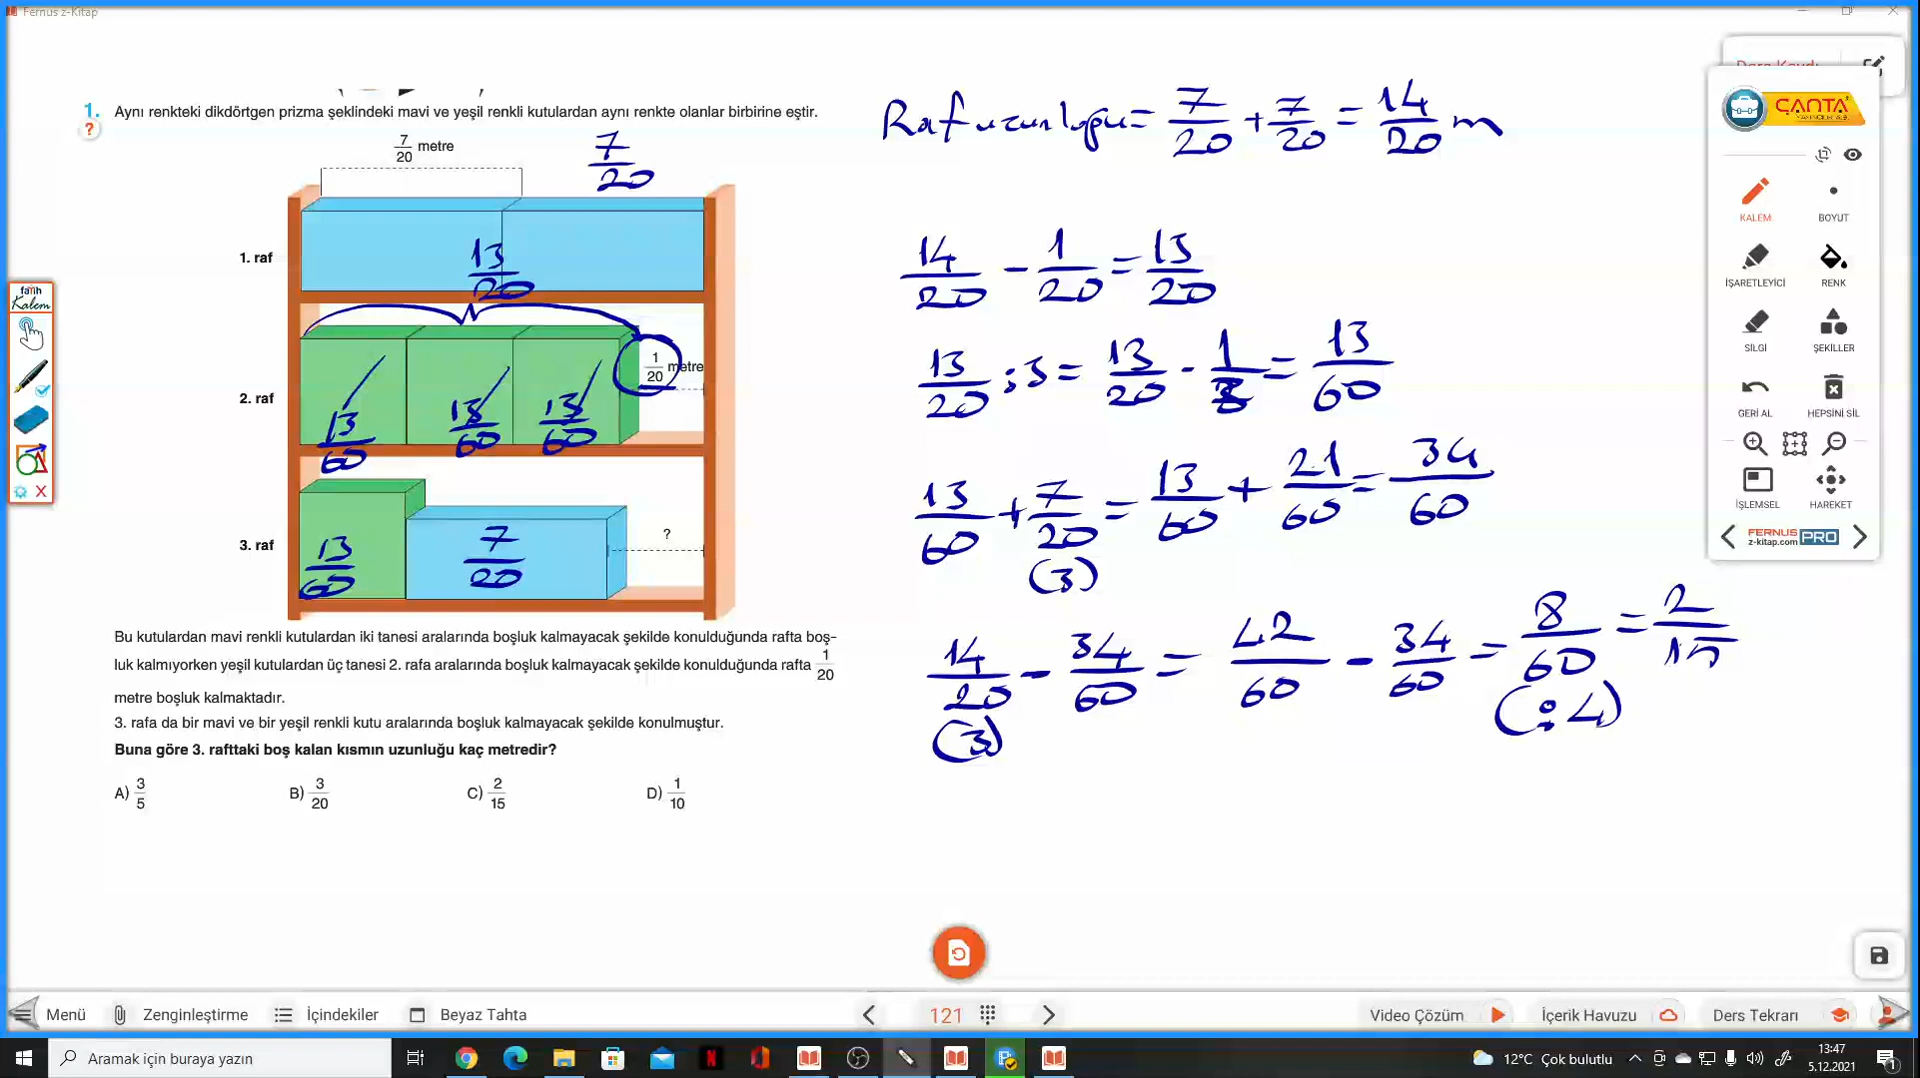 Fernus z-Kitap
1. Aynı renkteki dikdörtgen prizma şeklindeki mavi ve yeşil renkli kutulardan aynı renkte olanlar birbirine eştir.
?
7/20 metre
7/20
1. raf
13/20
2. raf
13/60 13/60 13/60
1/20 metre
3. raf
13/60
7/20
?
Bu kutulardan mavi renkli kutulardan iki tanesi aralarında boşluk kalmayacak şekilde konulduğunda rafta boş-
luk kalmıyorken yeşil kutulardan üç tanesi 2. rafa aralarında boşluk kalmayacak şekilde konulduğunda rafta 1/20
metre boşluk kalmaktadır.
3. rafa da bir mavi ve bir yeşil renkli kutu aralarında boşluk kalmayacak şekilde konulmuştur.
Buna göre 3. rafttaki boş kalan kısmın uzunluğu kaç metredir?
A) 3/5 B) 3/20 C) 2/15 D) 1/10
Raf uzunluğu = 7/20 + 7/20 = 14/20 m
14/20 - 1/20 = 13/20
13/20 : 3 = 13/20 · 1/3 = 13/60
13/60 + 7/20 = 13/60 + 21/60 = 34/60
(3)
14/20 - 34/60 = 42/60 - 34/60 = 8/60 = 2/15
(3) (:4)
fatih
Kalem
Ders Kaydı
ÇANTA
KALEM BOYUT
İŞARETLEYİCİ RENK
SİLGİ ŞEKİLLER
GERİ AL HEPSİNİ SİL
İŞLEMSEL HAREKET
FERNUS
z-kitap.com PRO
Menü Zenginleştirme İçindekiler Beyaz Tahta 121 Video Çözüm İçerik Havuzu Ders Tekrarı
Aramak için buraya yazın
12°C Çok bulutlu
13:47
5.12.2021
1